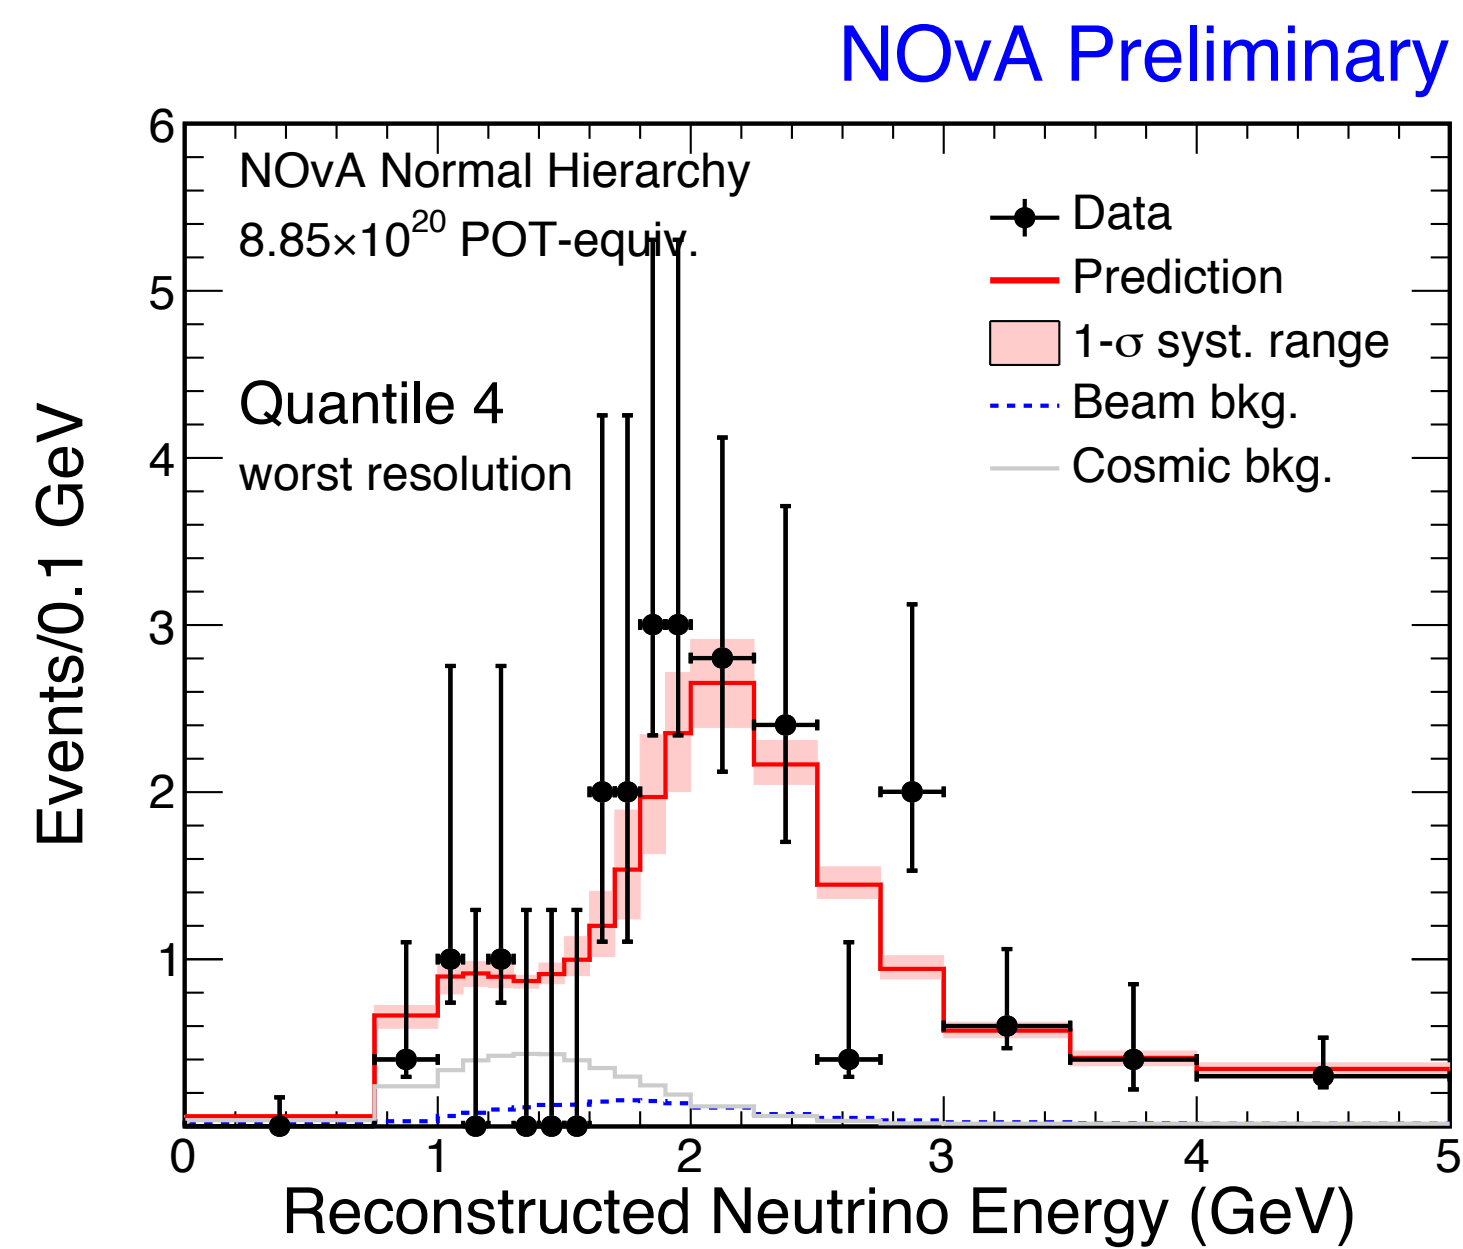 NOvA Preliminary
NOvA Normal Hierarchy
8.85×10²⁰ POT-equiv.
Quantile 4
worst resolution
Data
Prediction
1-σ syst. range
Beam bkg.
Cosmic bkg.
Events/0.1 GeV
6
5
4
3
2
1
0 1 2 3 4 5
Reconstructed Neutrino Energy (GeV)